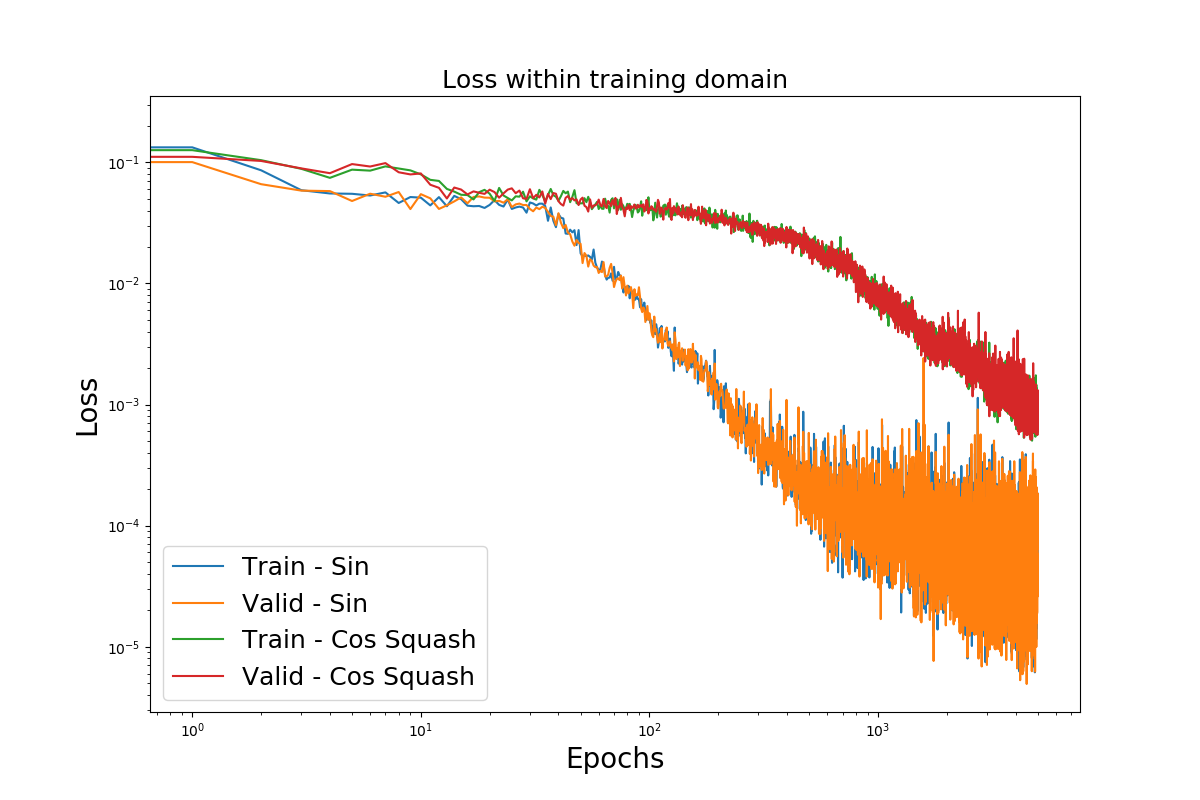 Loss within training domain
Loss
10⁻¹
10⁻²
10⁻³
10⁻⁴
10⁻⁵
Train - Sin
Valid - Sin
Train - Cos Squash
Valid - Cos Squash
10⁰ 10¹ 10² 10³
Epochs